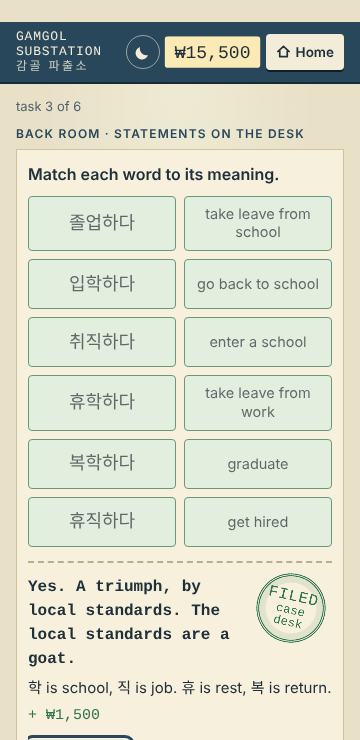 GAMGOL
SUBSTATION
감골 파출소
₩15,500
Home
task 3 of 6
BACK ROOM · STATEMENTS ON THE DESK
Match each word to its meaning.
졸업하다
take leave from
school
입학하다
go back to school
취직하다
enter a school
휴학하다
take leave from
work
복학하다
graduate
휴직하다
get hired
Yes. A triumph, by
local standards. The
local standards are a
goat.
FILED
case
desk
학 is school, 직 is job. 휴 is rest, 복 is return.
+ ₩1,500